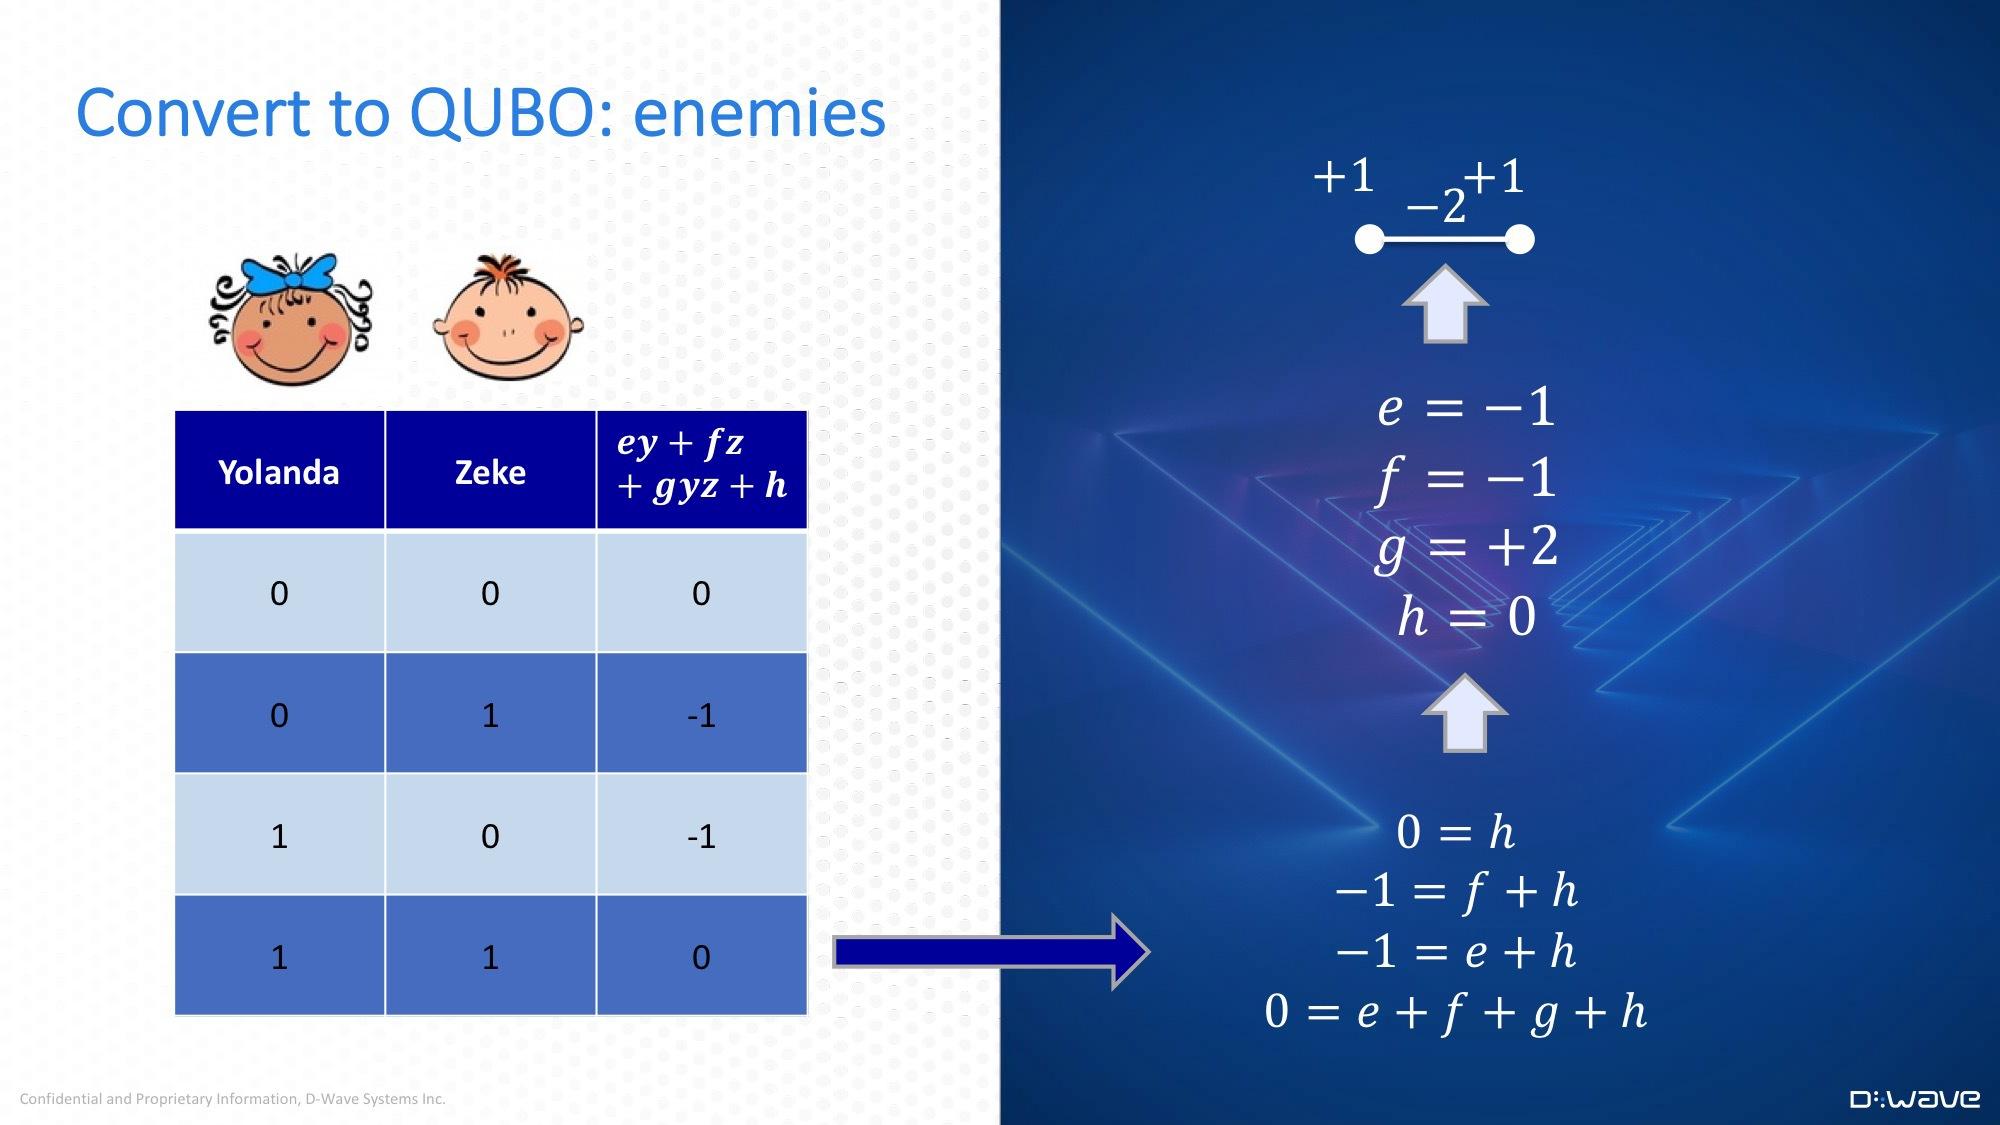 Convert to QUBO: enemies
Yolanda
Zeke
ey + fz
+ gyz + h
0 0 0
0 1 -1
1 0 -1
1 1 0
+1 +1
−2
e = −1
f = −1
g = +2
h = 0
0 = h
−1 = f + h
−1 = e + h
0 = e + f + g + h
Confidential and Proprietary Information, D-Wave Systems Inc.
D:wave